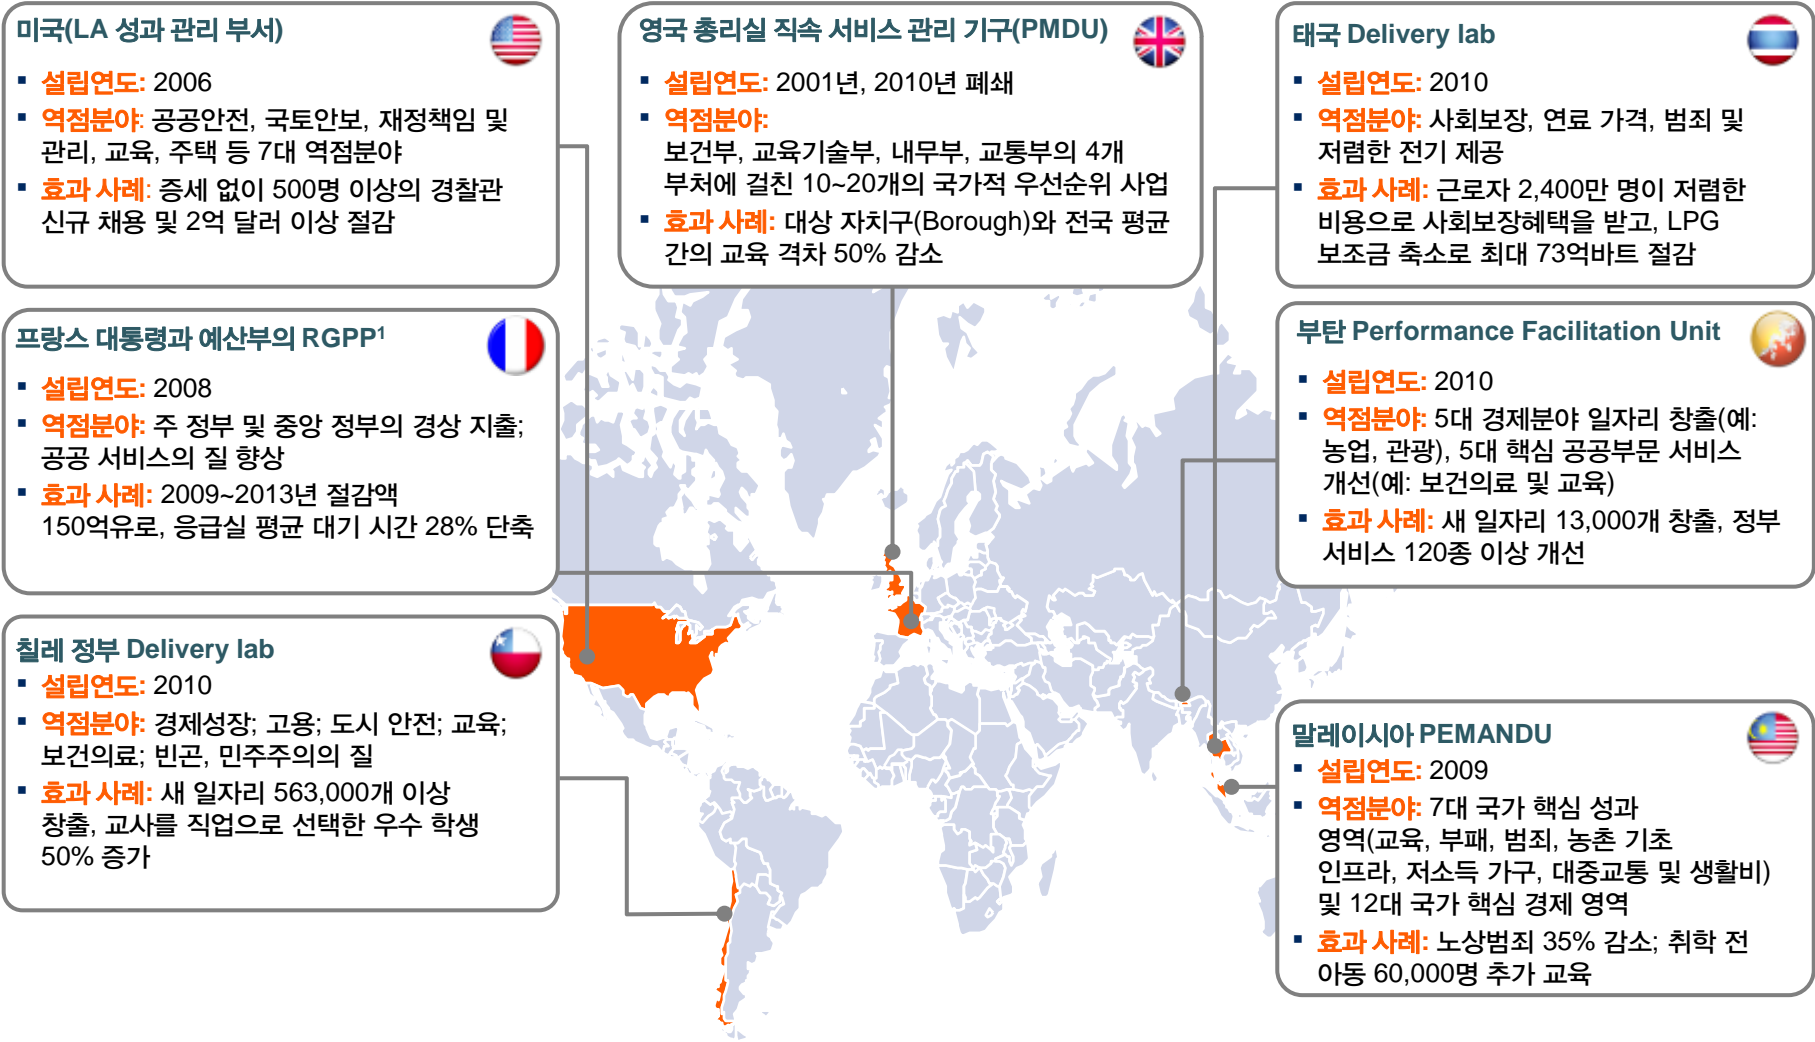 미국(LA 성과 관리 부서)
▪ 설립연도: 2006
▪ 역점분야: 공공안전, 국토안보, 재정책임 및
관리, 교육, 주택 등 7대 역점분야
▪ 효과 사례: 증세 없이 500명 이상의 경찰관
신규 채용 및 2억 달러 이상 절감
영국 총리실 직속 서비스 관리 기구(PMDU)
▪ 설립연도: 2001년, 2010년 폐쇄
▪ 역점분야:
보건부, 교육기술부, 내무부, 교통부의 4개
부처에 걸친 10~20개의 국가적 우선순위 사업
▪ 효과 사례: 대상 자치구(Borough)와 전국 평균
간의 교육 격차 50% 감소
태국 Delivery lab
▪ 설립연도: 2010
▪ 역점분야: 사회보장, 연료 가격, 범죄 및
저렴한 전기 제공
▪ 효과 사례: 근로자 2,400만 명이 저렴한
비용으로 사회보장혜택을 받고, LPG
보조금 축소로 최대 73억바트 절감
프랑스 대통령과 예산부의 RGPP¹
▪ 설립연도: 2008
▪ 역점분야: 주 정부 및 중앙 정부의 경상 지출;
공공 서비스의 질 향상
▪ 효과 사례: 2009~2013년 절감액
150억유로, 응급실 평균 대기 시간 28% 단축
부탄 Performance Facilitation Unit
▪ 설립연도: 2010
▪ 역점분야: 5대 경제분야 일자리 창출(예:
농업, 관광), 5대 핵심 공공부문 서비스
개선(예: 보건의료 및 교육)
▪ 효과 사례: 새 일자리 13,000개 창출, 정부
서비스 120종 이상 개선
칠레 정부 Delivery lab
▪ 설립연도: 2010
▪ 역점분야: 경제성장; 고용; 도시 안전; 교육;
보건의료; 빈곤, 민주주의의 질
▪ 효과 사례: 새 일자리 563,000개 이상
창출, 교사를 직업으로 선택한 우수 학생
50% 증가
말레이시아 PEMANDU
▪ 설립연도: 2009
▪ 역점분야: 7대 국가 핵심 성과
영역(교육, 부패, 범죄, 농촌 기초
인프라, 저소득 가구, 대중교통 및 생활비)
및 12대 국가 핵심 경제 영역
▪ 효과 사례: 노상범죄 35% 감소; 취학 전
아동 60,000명 추가 교육